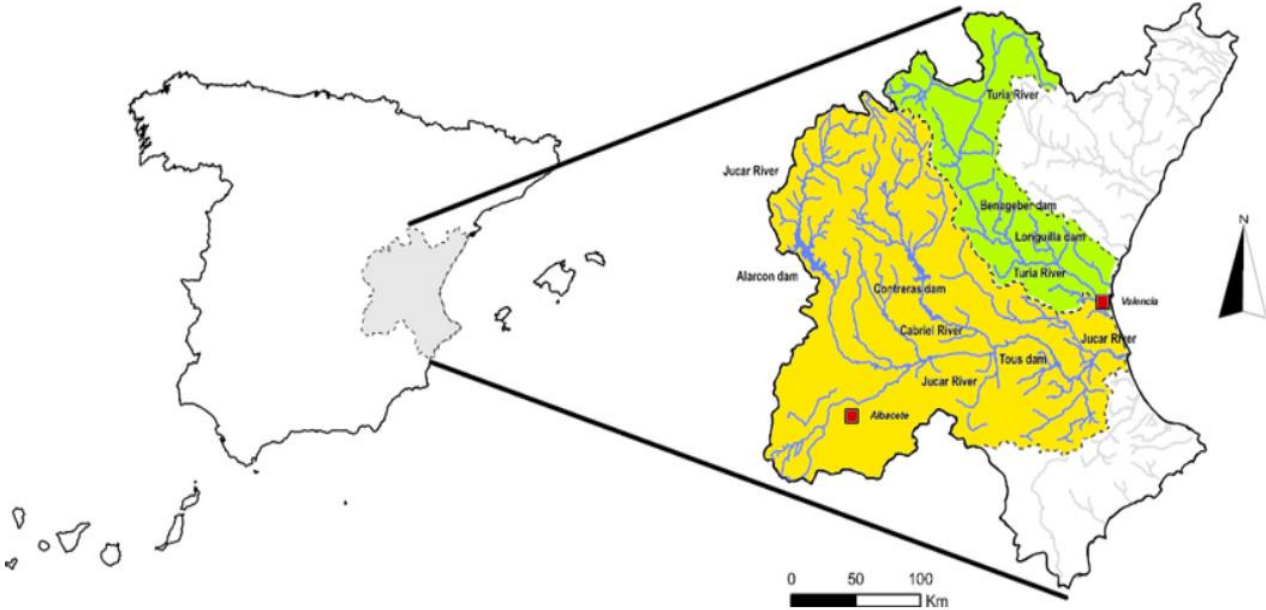 Turia River
Jucar River
Benageber dam
Loriguilla dam
N
Alarcon dam
Turia River
Contreras dam
Valencia
Cabriel River
Jucar River
Tous dam
Jucar River
Albacete
0 50 100
Km